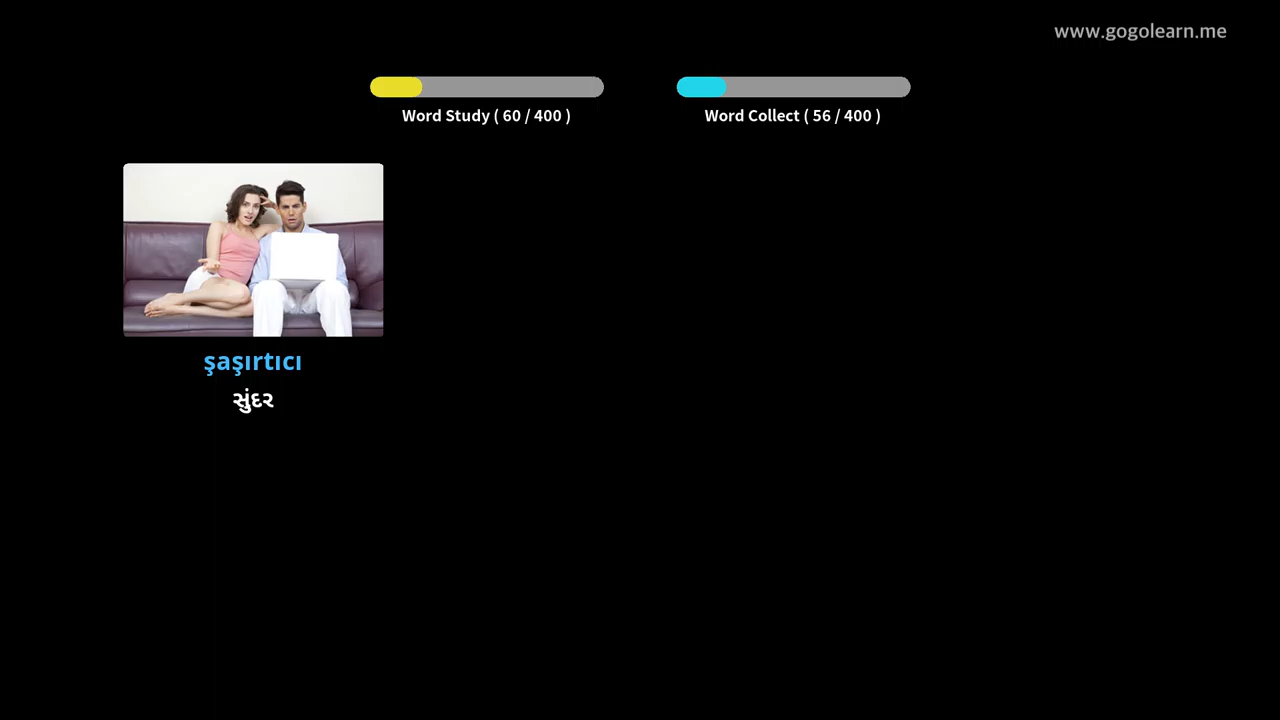 www.gogolearn.me
Word Study ( 60 / 400 )
Word Collect ( 56 / 400 )
şaşırtıcı
સુંદર